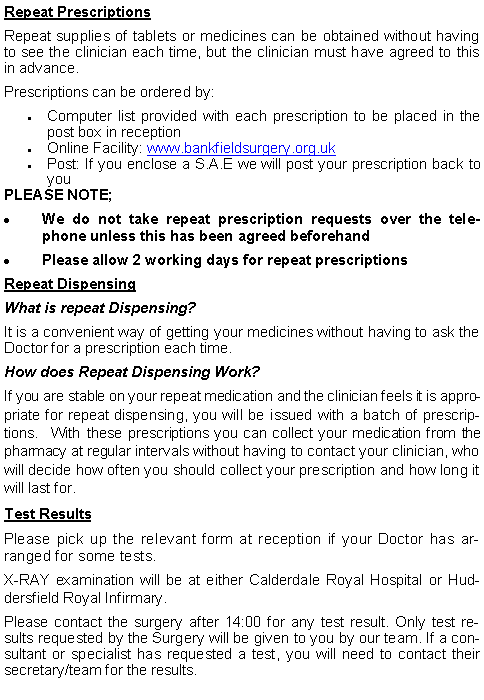 Repeat Prescriptions
Repeat supplies of tablets or medicines can be obtained without having
to see the clinician each time, but the clinician must have agreed to this
in advance.
Prescriptions can be ordered by:
• Computer list provided with each prescription to be placed in the
post box in reception
• Online Facility: www.bankfieldsurgery.org.uk
• Post: If you enclose a S.A.E we will post your prescription back to
you
PLEASE NOTE;
• We do not take repeat prescription requests over the tele-
phone unless this has been agreed beforehand
• Please allow 2 working days for repeat prescriptions
Repeat Dispensing
What is repeat Dispensing?
It is a convenient way of getting your medicines without having to ask the
Doctor for a prescription each time.
How does Repeat Dispensing Work?
If you are stable on your repeat medication and the clinician feels it is appro-
priate for repeat dispensing, you will be issued with a batch of prescrip-
tions. With these prescriptions you can collect your medication from the
pharmacy at regular intervals without having to contact your clinician, who
will decide how often you should collect your prescription and how long it
will last for.
Test Results
Please pick up the relevant form at reception if your Doctor has ar-
ranged for some tests.
X-RAY examination will be at either Calderdale Royal Hospital or Hud-
dersfield Royal Infirmary.
Please contact the surgery after 14:00 for any test result. Only test re-
sults requested by the Surgery will be given to you by our team. If a con-
sultant or specialist has requested a test, you will need to contact their
secretary/team for the results.